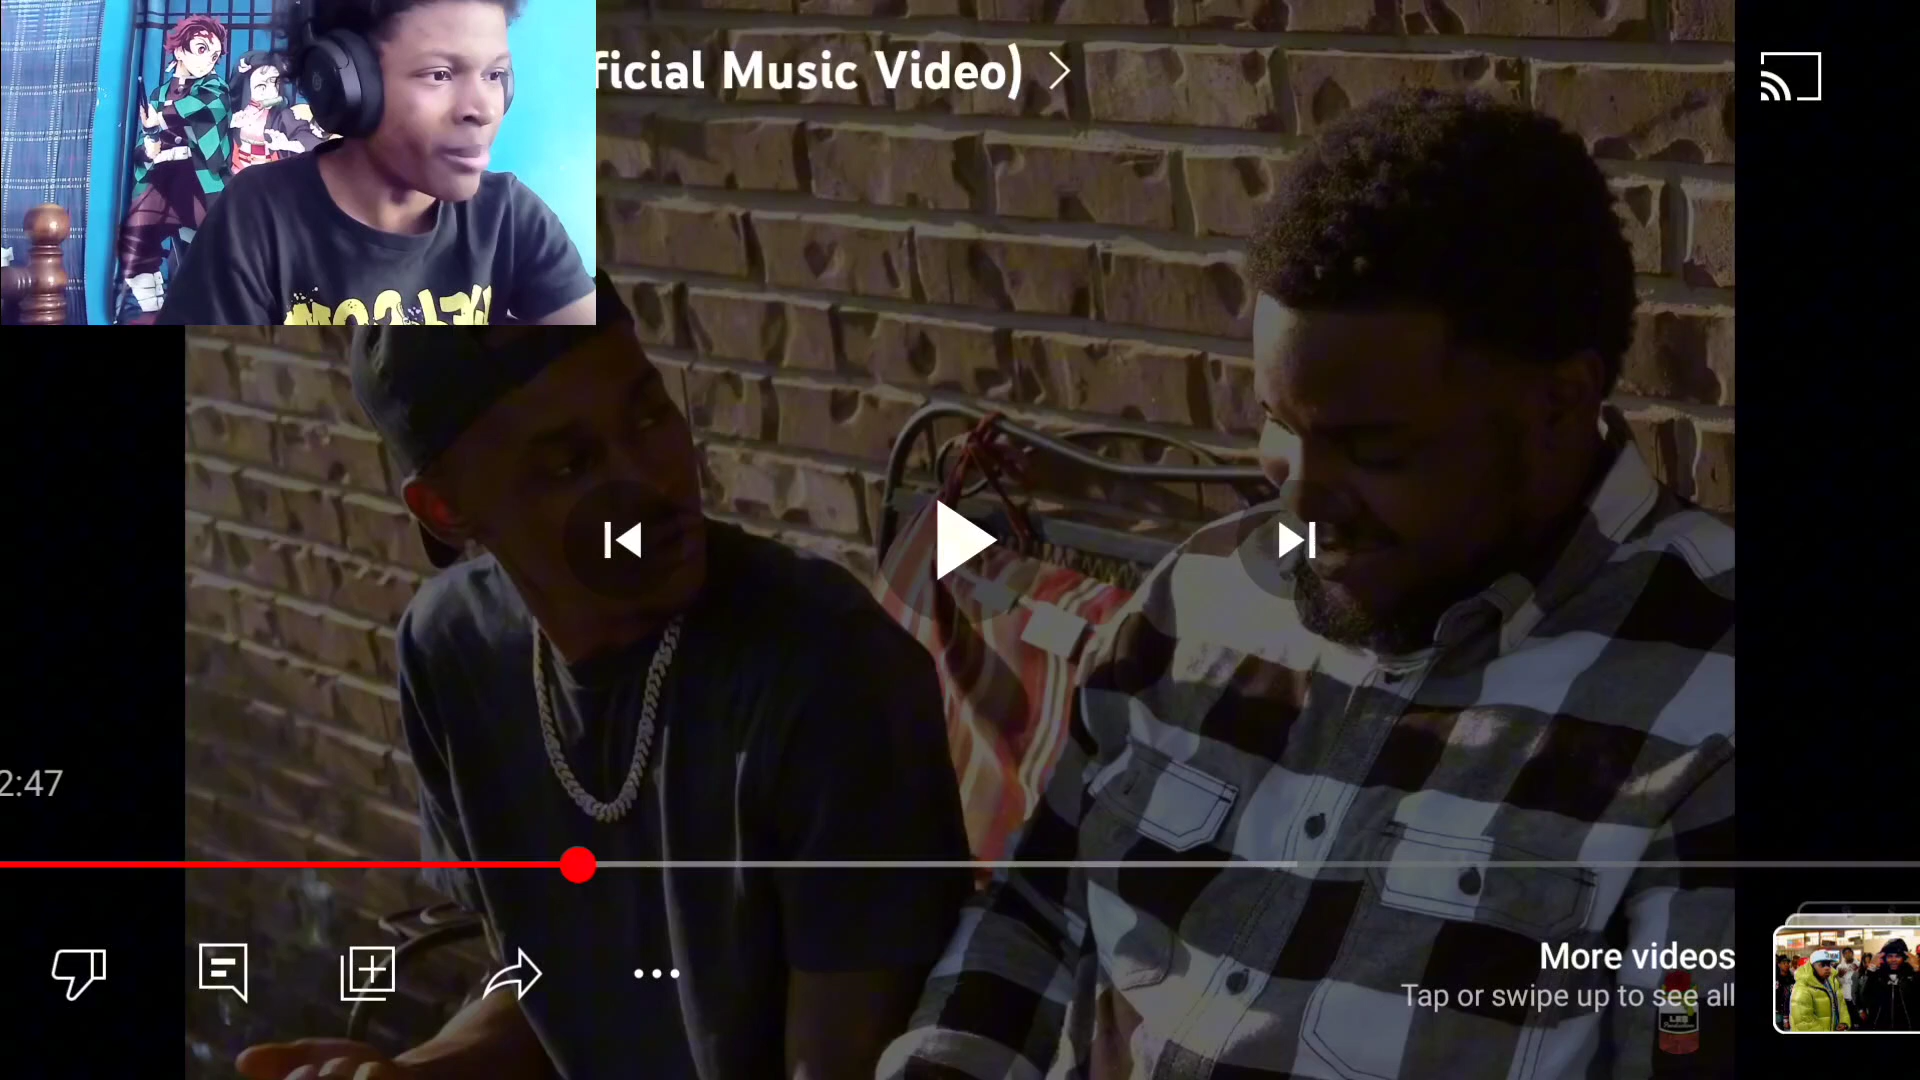 ficial Music Video)
2:47
More videos
Tap or swipe up to see all